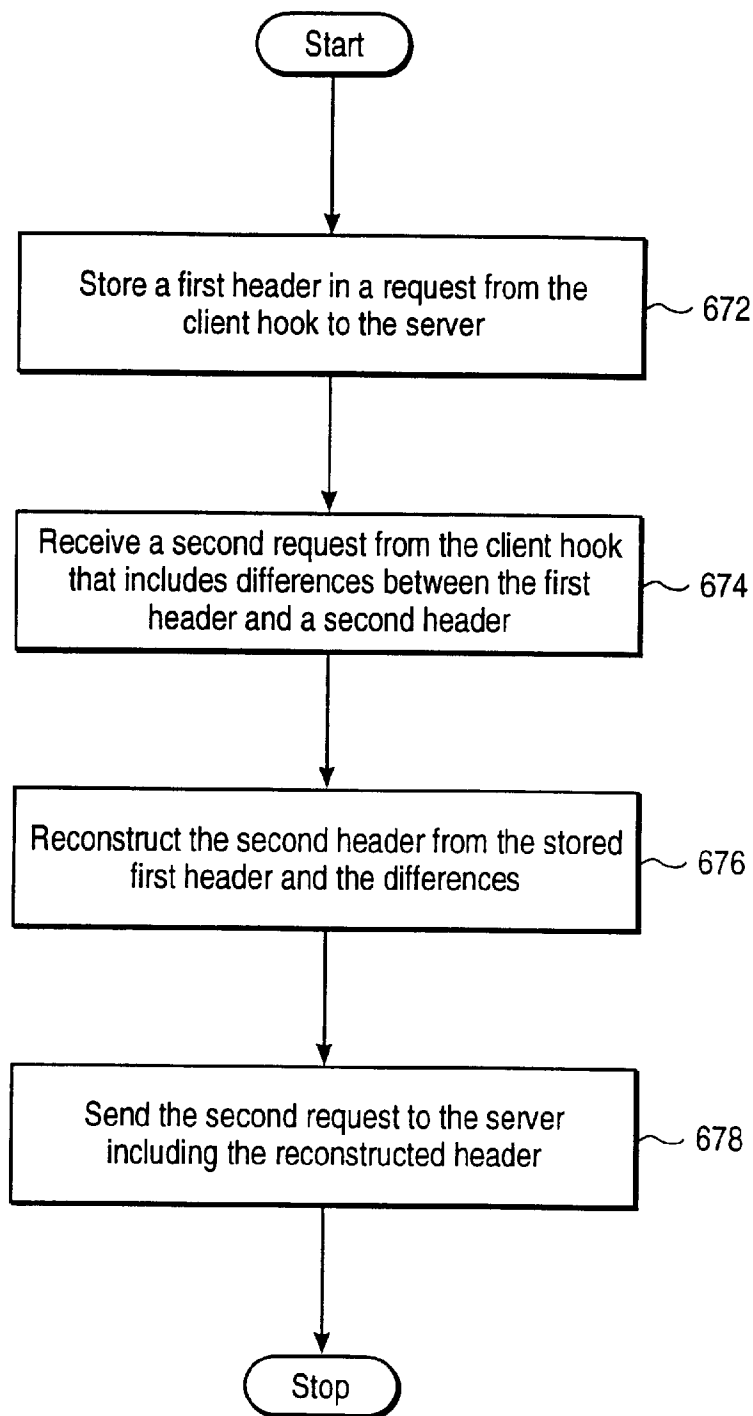 Start
Store a first header in a request from the
client hook to the server
672
Receive a second request from the client hook
that includes differences between the first
header and a second header
674
Reconstruct the second header from the stored
first header and the differences
676
Send the second request to the server
including the reconstructed header
678
Stop